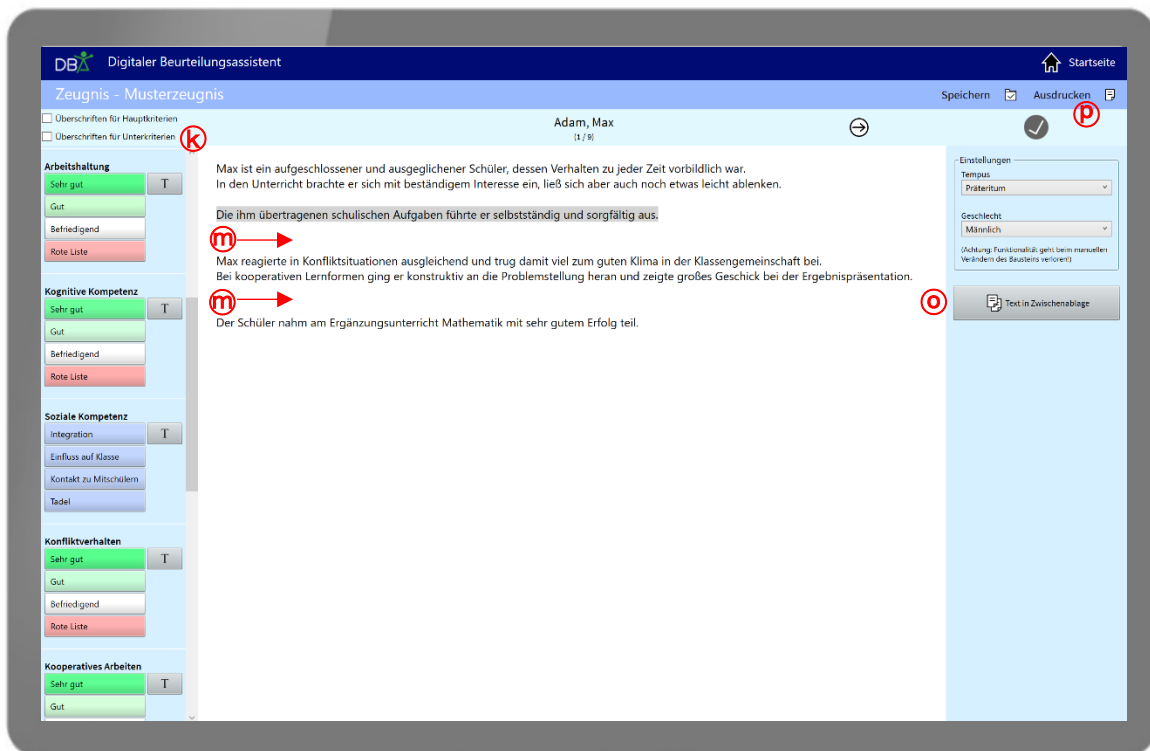 DBA Digitaler Beurteilungsassistent
Startseite
Zeugnis - Musterzeugnis
Speichern
Ausdrucken
p
Überschriften für Hauptkriterien
Überschriften für Unterkriterien
k
Adam, Max
(1 / 9)
Arbeitshaltung
Sehr gut
T
Gut
Befriedigend
Rote Liste
Kognitive Kompetenz
Sehr gut
T
Gut
Befriedigend
Rote Liste
Soziale Kompetenz
Integration
T
Einfluss auf Klasse
Kontakt zu Mitschülern
Tadel
Konfliktverhalten
Sehr gut
T
Gut
Befriedigend
Rote Liste
Kooperatives Arbeiten
Sehr gut
T
Gut
Max ist ein aufgeschlossener und ausgeglichener Schüler, dessen Verhalten zu jeder Zeit vorbildlich war.
In den Unterricht brachte er sich mit beständigem Interesse ein, ließ sich aber auch noch etwas leicht ablenken.
Die ihm übertragenen schulischen Aufgaben führte er selbstständig und sorgfältig aus.
m
Max reagierte in Konfliktsituationen ausgleichend und trug damit viel zum guten Klima in der Klassengemeinschaft bei.
Bei kooperativen Lernformen ging er konstruktiv an die Problemstellung heran und zeigte großes Geschick bei der Ergebnispräsentation.
m
Der Schüler nahm am Ergänzungsunterricht Mathematik mit sehr gutem Erfolg teil.
Einstellungen
Tempus
Präteritum
Geschlecht
Männlich
(Achtung: Funktionalität geht beim manuellen
Verändern des Bausteins verloren!)
o
Text in Zwischenablage